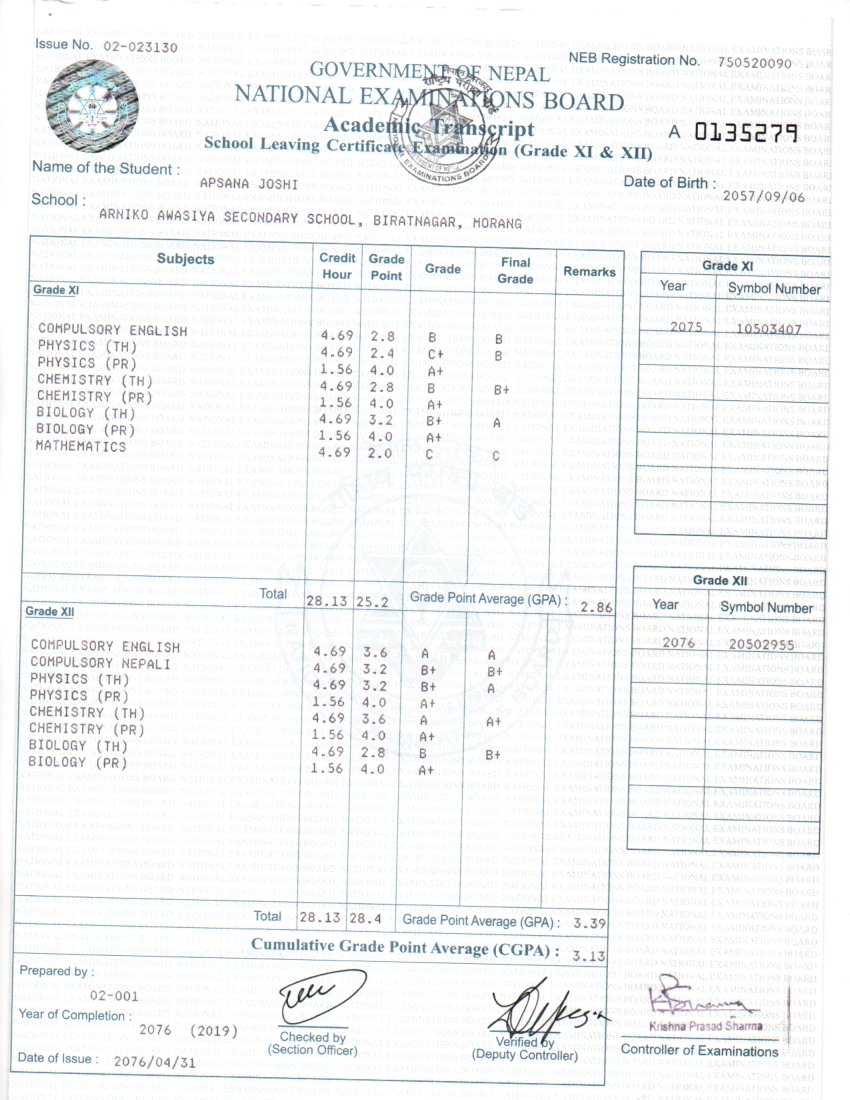 Issue No. 02-023130
NEB Registration No. 750520090
GOVERNMENT OF NEPAL
NATIONAL EXAMINATIONS BOARD
Academic Transcript
A 0135279
School Leaving Certificate Examination (Grade XI & XII)
Name of the Student : APSANA JOSHI
Date of Birth : 2057/09/06
School : ARNIKO AWASIYA SECONDARY SCHOOL, BIRATNAGAR, MORANG
Subjects Credit Hour Grade Point Grade Final Grade Remarks
Grade XI
COMPULSORY ENGLISH 4.69 2.8 B B
PHYSICS (TH) 4.69 2.4 C+ B
PHYSICS (PR) 1.56 4.0 A+
CHEMISTRY (TH) 4.69 2.8 B B+
CHEMISTRY (PR) 1.56 4.0 A+
BIOLOGY (TH) 4.69 3.2 B+ A
BIOLOGY (PR) 1.56 4.0 A+
MATHEMATICS 4.69 2.0 C C
Total 28.13 25.2 Grade Point Average (GPA) : 2.86
Grade XII
COMPULSORY ENGLISH 4.69 3.6 A A
COMPULSORY NEPALI 4.69 3.2 B+ B+
PHYSICS (TH) 4.69 3.2 B+ A
PHYSICS (PR) 1.56 4.0 A+
CHEMISTRY (TH) 4.69 3.6 A A+
CHEMISTRY (PR) 1.56 4.0 A+
BIOLOGY (TH) 4.69 2.8 B B+
BIOLOGY (PR) 1.56 4.0 A+
Total 28.13 28.4 Grade Point Average (GPA) : 3.39
Cumulative Grade Point Average (CGPA) : 3.13
Grade XI
Year Symbol Number
2075 10503407
Grade XII
Year Symbol Number
2076 20502955
Prepared by :
02-001
Year of Completion :
2076 (2019)
Date of Issue : 2076/04/31
Checked by
(Section Officer)
Verified by
(Deputy Controller)
Krishna Prasad Sharma
Controller of Examinations